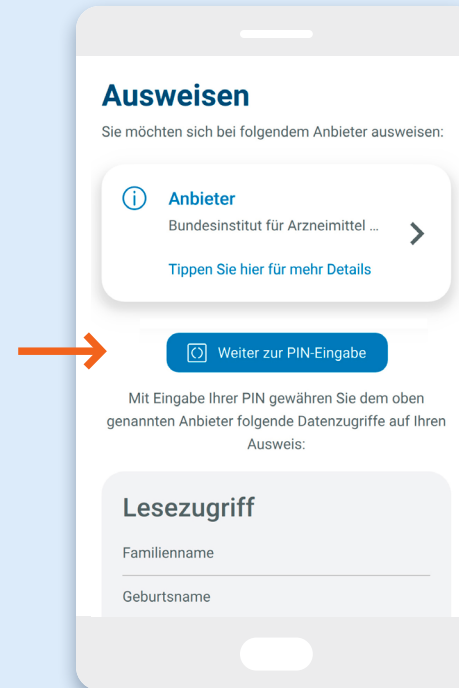 Ausweisen
Sie möchten sich bei folgendem Anbieter ausweisen:
Anbieter
Bundesinstitut für Arzneimittel ...
Tippen Sie hier für mehr Details
Weiter zur PIN-Eingabe
Mit Eingabe Ihrer PIN gewähren Sie dem oben
genannten Anbieter folgende Datenzugriffe auf Ihren
Ausweis:
Lesezugriff
Familienname
Geburtsname